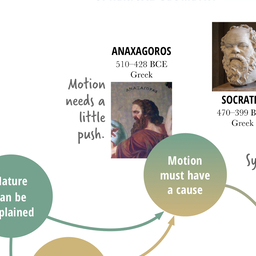 ANAXAGOROS
510–428 BCE
Greek
Motion
needs a
little
push.
SOCRAT
470–399 B
Greek
Motion
must have
a cause
Sy
ature
an be
plained